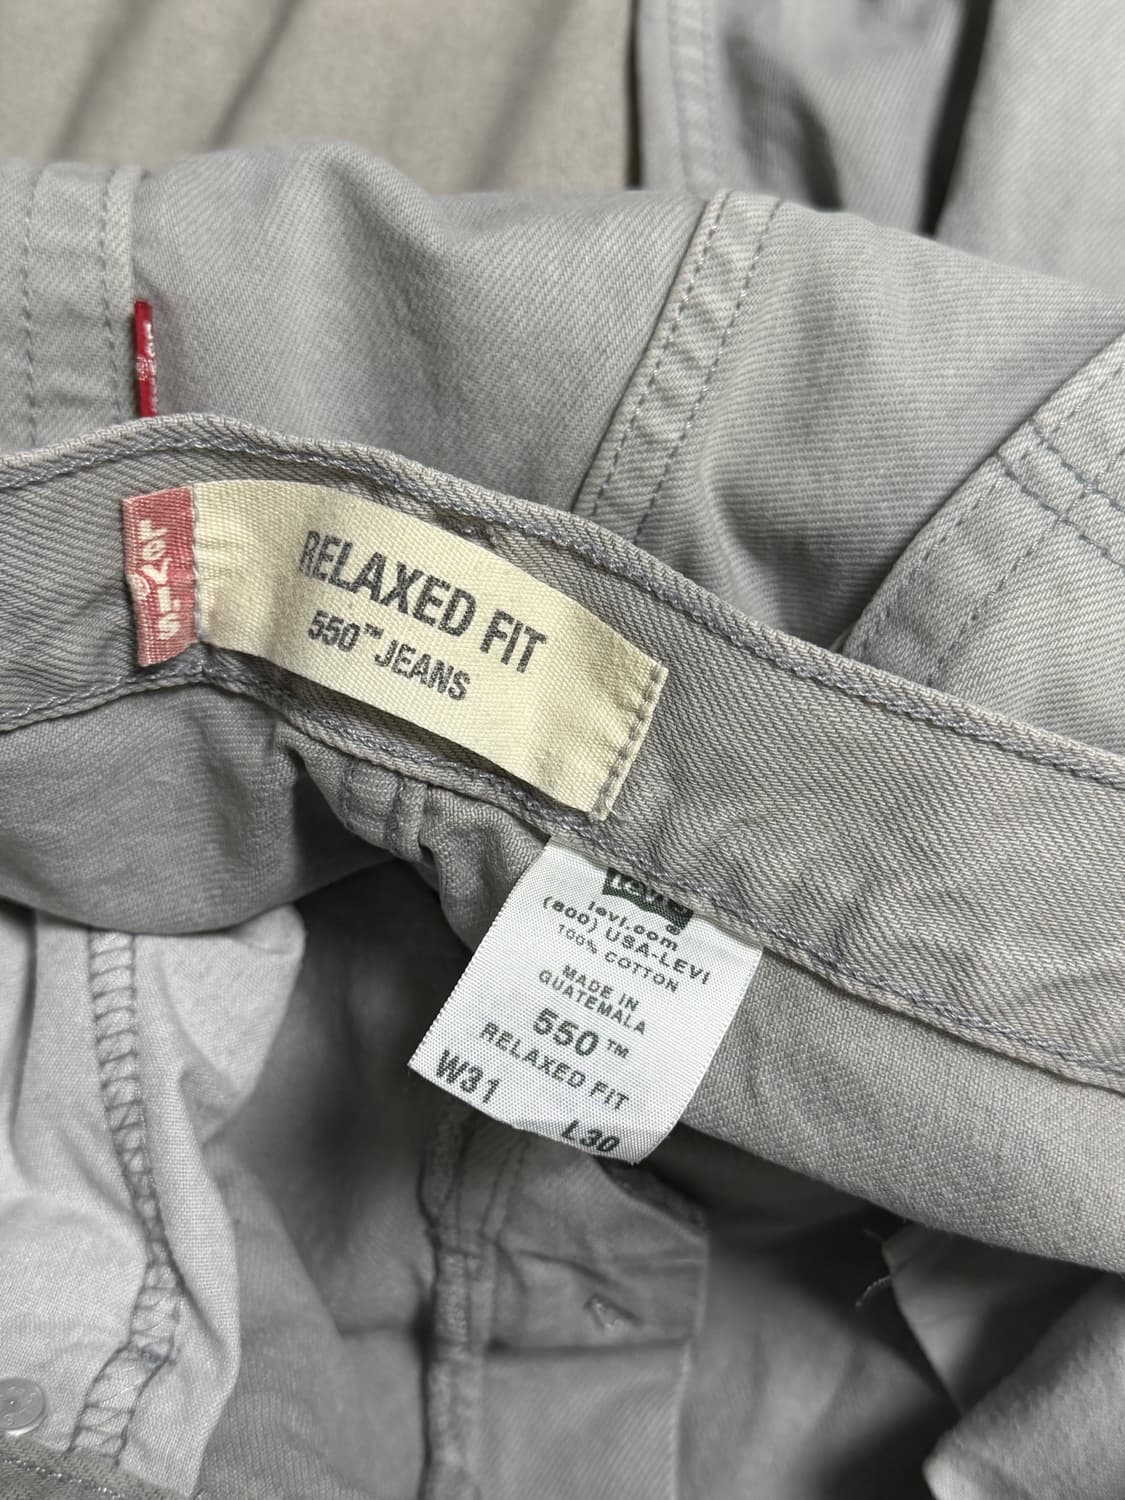 Levi's
RELAXED FIT
550™ JEANS
Levi's®
levi.com
(800) USA-LEVI
100% COTTON
MADE IN
GUATEMALA
550™
RELAXED FIT
W31 L30